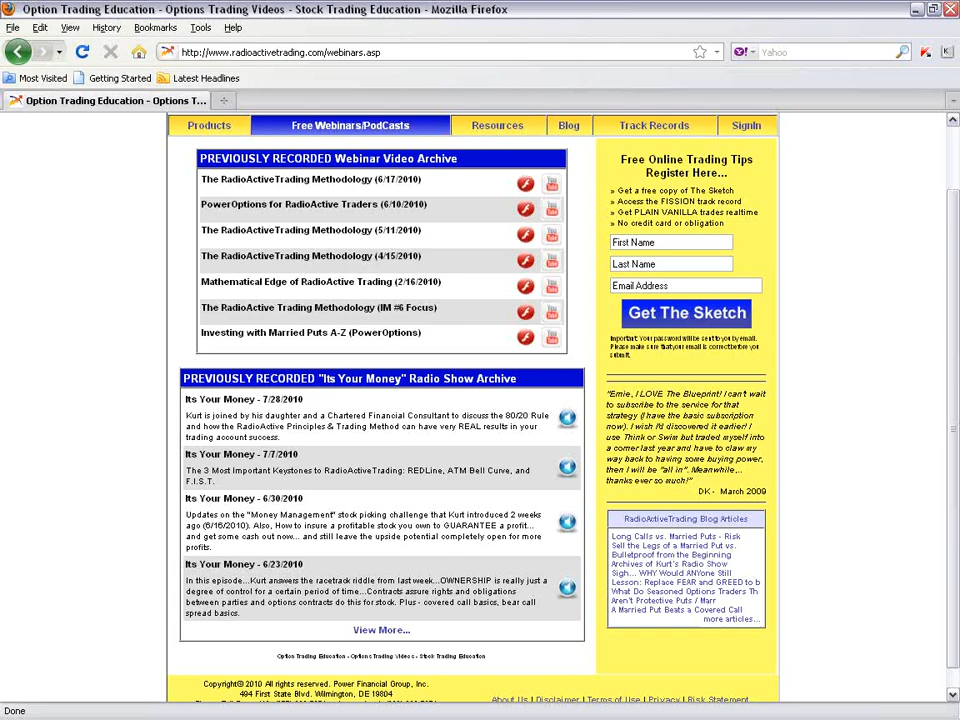 Option Trading Education - Options Trading Videos - Stock Trading Education - Mozilla Firefox
File Edit View History Bookmarks Tools Help
http://www.radioactivetrading.com/webinars.asp
Yahoo
Most Visited Getting Started Latest Headlines
Option Trading Education - Options T...
Products Free Webinars/PodCasts Resources Blog Track Records SignIn
PREVIOUSLY RECORDED Webinar Video Archive
The RadioActiveTrading Methodology (6/17/2010)
PowerOptions for RadioActive Traders (6/10/2010)
The RadioActiveTrading Methodology (5/11/2010)
The RadioActiveTrading Methodology (4/15/2010)
Mathematical Edge of RadioActive Trading (2/16/2010)
The RadioActive Trading Methodology (IM #6 Focus)
Investing with Married Puts A-Z (PowerOptions)
PREVIOUSLY RECORDED "Its Your Money" Radio Show Archive
Its Your Money - 7/28/2010
Kurt is joined by his daughter and a Chartered Financial Consultant to discuss the 80/20 Rule
and how the RadioActive Principles & Trading Method can have very REAL results in your
trading account success.
Its Your Money - 7/7/2010
The 3 Most Important Keystones to RadioActiveTrading: REDLine, ATM Bell Curve, and
F.I.S.T.
Its Your Money - 6/30/2010
Updates on the "Money Management" stock picking challenge that Kurt introduced 2 weeks
ago (6/16/2010). Also, How to insure a profitable stock you own to GUARANTEE a profit...
and get some cash out now... and still leave the upside potential completely open for more
profits.
Its Your Money - 6/23/2010
In this episode...Kurt answers the racetrack riddle from last week...OWNERSHIP is really just a
degree of control for a certain period of time...Contracts assure rights and obligations
between parties and options contracts do this for stock. Plus - covered call basics, bear call
spread basics.
View More...
Option Trading Education - Options Trading Videos - Stock Trading Education
Free Online Trading Tips
Register Here...
» Get a free copy of The Sketch
» Access the FISSION track record
» Get PLAIN VANILLA trades realtime
» No credit card or obligation
First Name
Last Name
Email Address
Get The Sketch
Important: Your password will be sent to you by email.
Please make sure that your email is correct before you
submit.
"Ernie, I LOVE The Blueprint! I can't wait
to subscribe to the service for that
strategy (I have the basic subscription
now). I wish I'd discovered it earlier! I
use Think or Swim but traded myself into
a corner last year and have to claw my
way back to having some buying power,
then I will be "all in". Meanwhile,..
thanks ever so much!"
DK - March 2009
RadioActiveTrading Blog Articles
Long Calls vs. Married Puts - Risk
Sell the Legs of a Married Put vs.
Bulletproof from the Beginning
Archives of Kurt's Radio Show
Sigh... WHY Would ANYone Still
Lesson: Replace FEAR and GREED to b
What Do Seasoned Options Traders Th
Aren't Protective Puts / Marr
A Married Put Beats a Covered Call
more articles...
Copyright© 2010 All rights reserved. Power Financial Group, Inc.
494 First State Blvd. Wilmington, DE 19804
About Us | Disclaimer | Terms of Use | Privacy | Risk Statement
Done